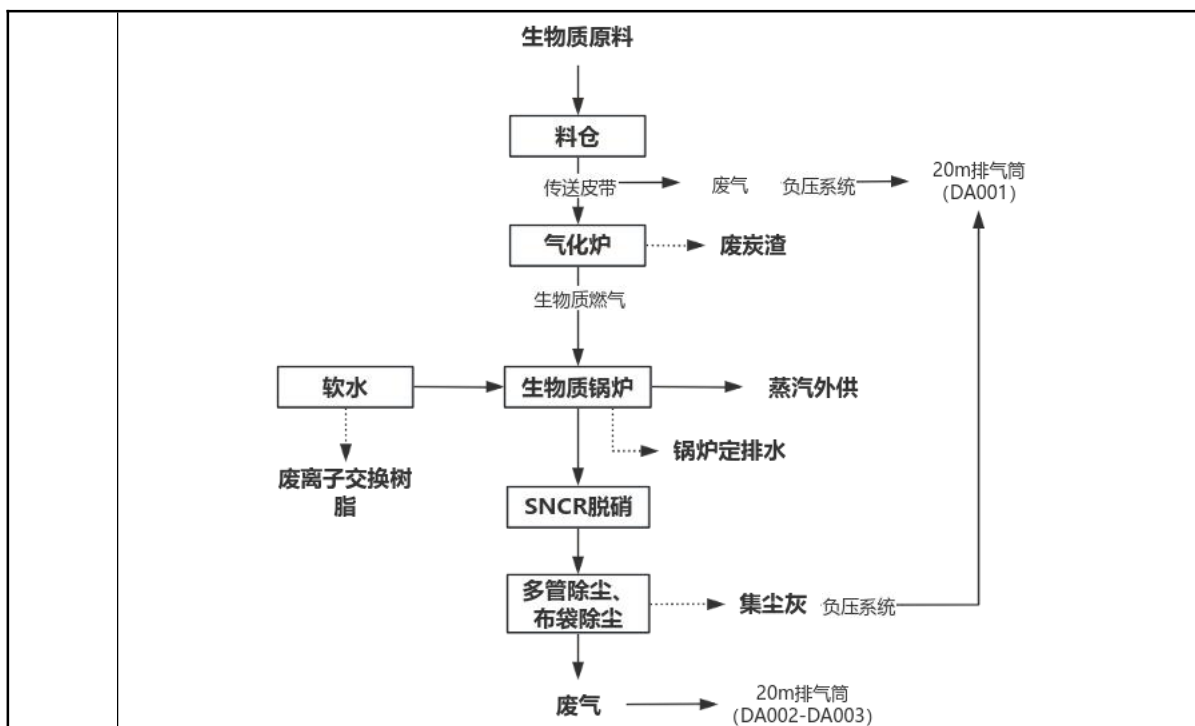 生物质原料
料仓
传送皮带
废气
负压系统
20m排气筒
（DA001）
气化炉
废炭渣
生物质燃气
软水
生物质锅炉
蒸汽外供
锅炉定排水
废离子交换树
脂
SNCR脱硝
多管除尘、
布袋除尘
集尘灰
负压系统
废气
20m排气筒
（DA002-DA003）